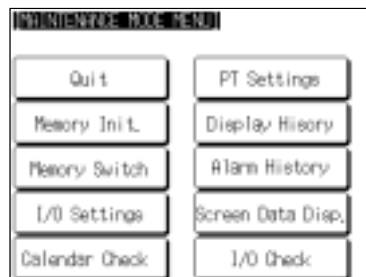 [MAINTENANCE MODE MENU]
Quit
PT Settings
Memory Init.
Display Hisory
Memory Switch
Alarm History
I/O Settings
Screen Data Disp.
Calendar Check
I/O Check